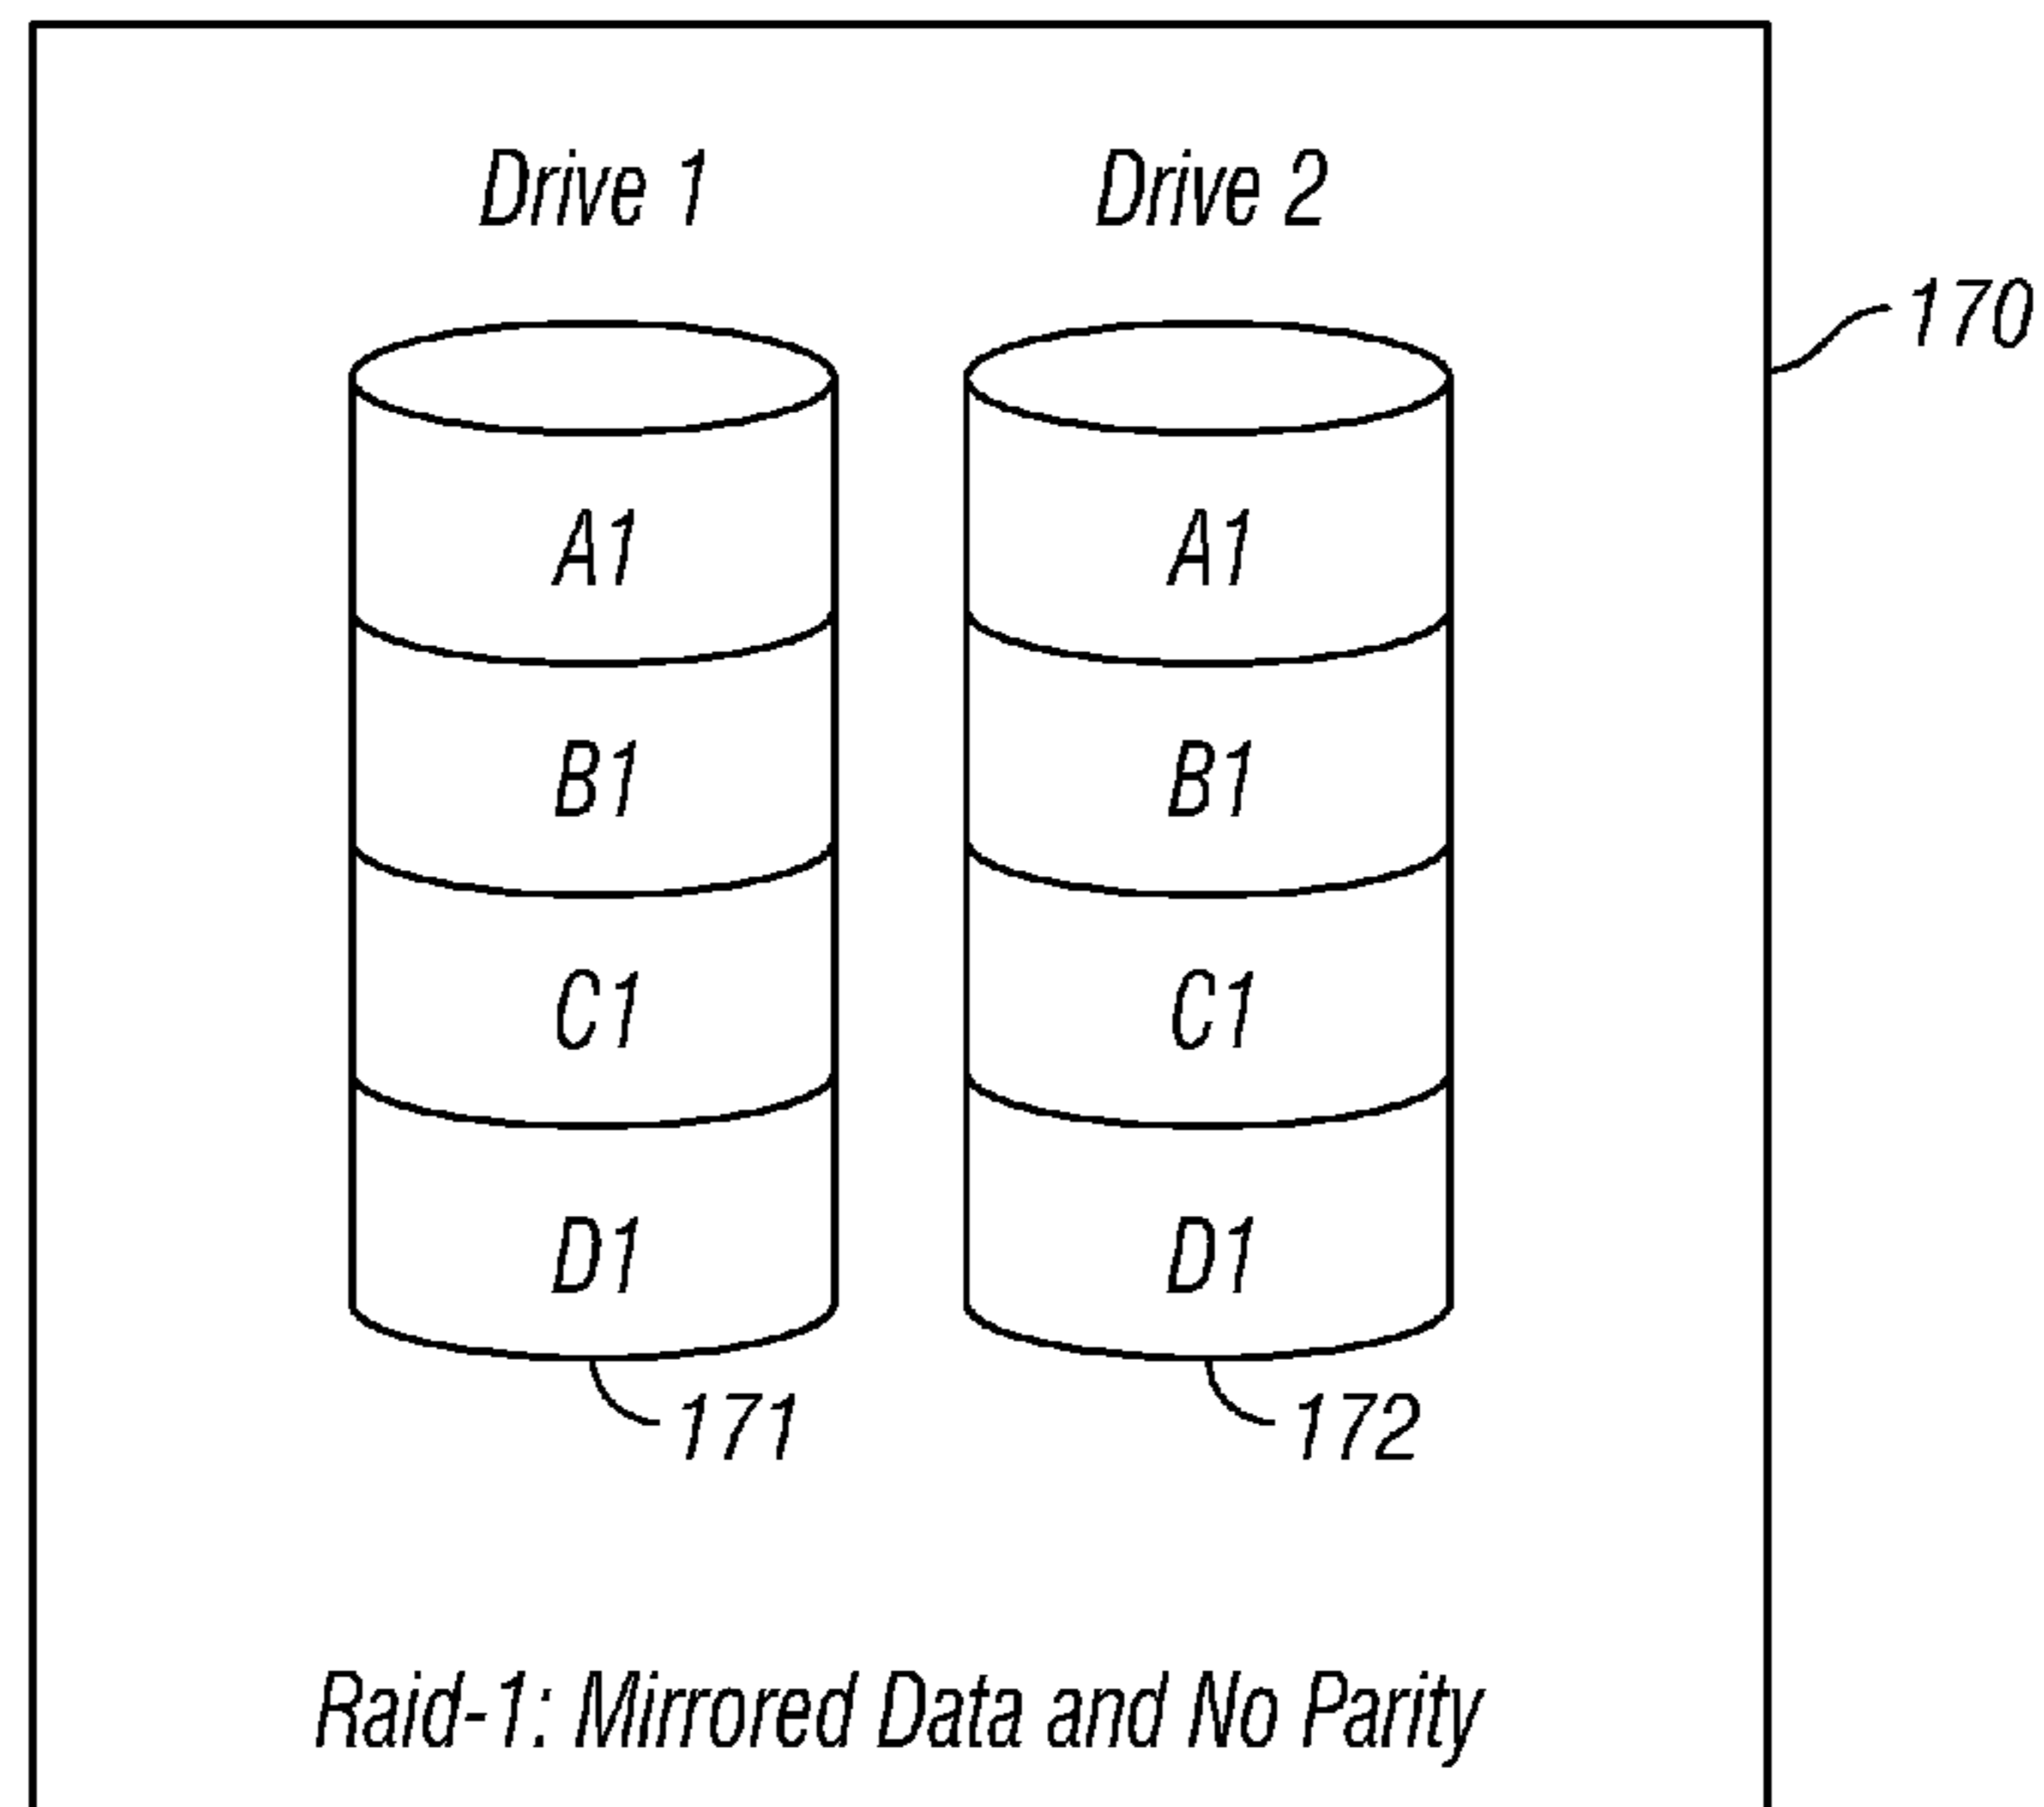 Drive 1 Drive 2
170
A1 A1
B1 B1
C1 C1
D1 D1
171 172
Raid-1: Mirrored Data and No Parity